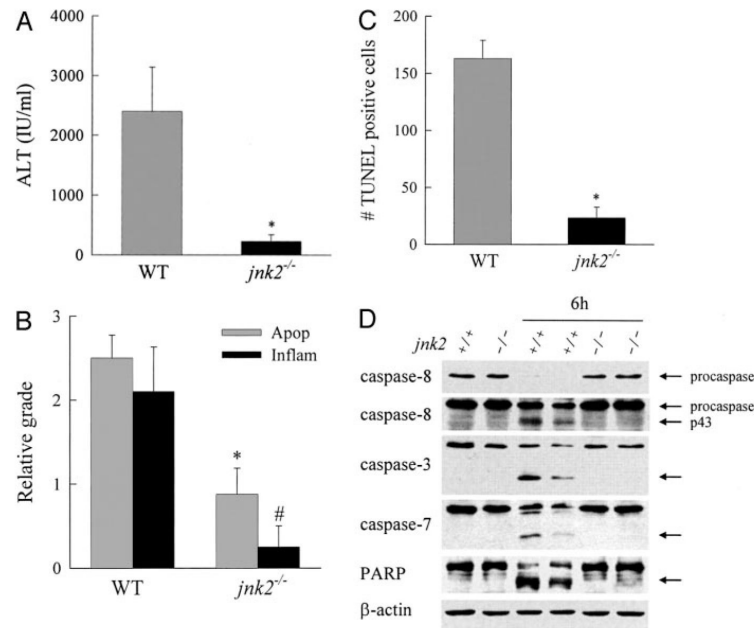 A
ALT (IU/ml)
4000
3000
2000
1000
0
WT
jnk2-/-
*
B
Relative grade
3
2
1
0
Apop
Inflam
WT
jnk2-/-
*
#
C
# TUNEL positive cells
200
150
100
50
0
WT
jnk2-/-
*
D
6h
jnk2 +/+ -/- +/+ +/+ -/- -/-
caspase-8 procaspase
caspase-8 procaspase
p43
caspase-3
caspase-7
PARP
β-actin